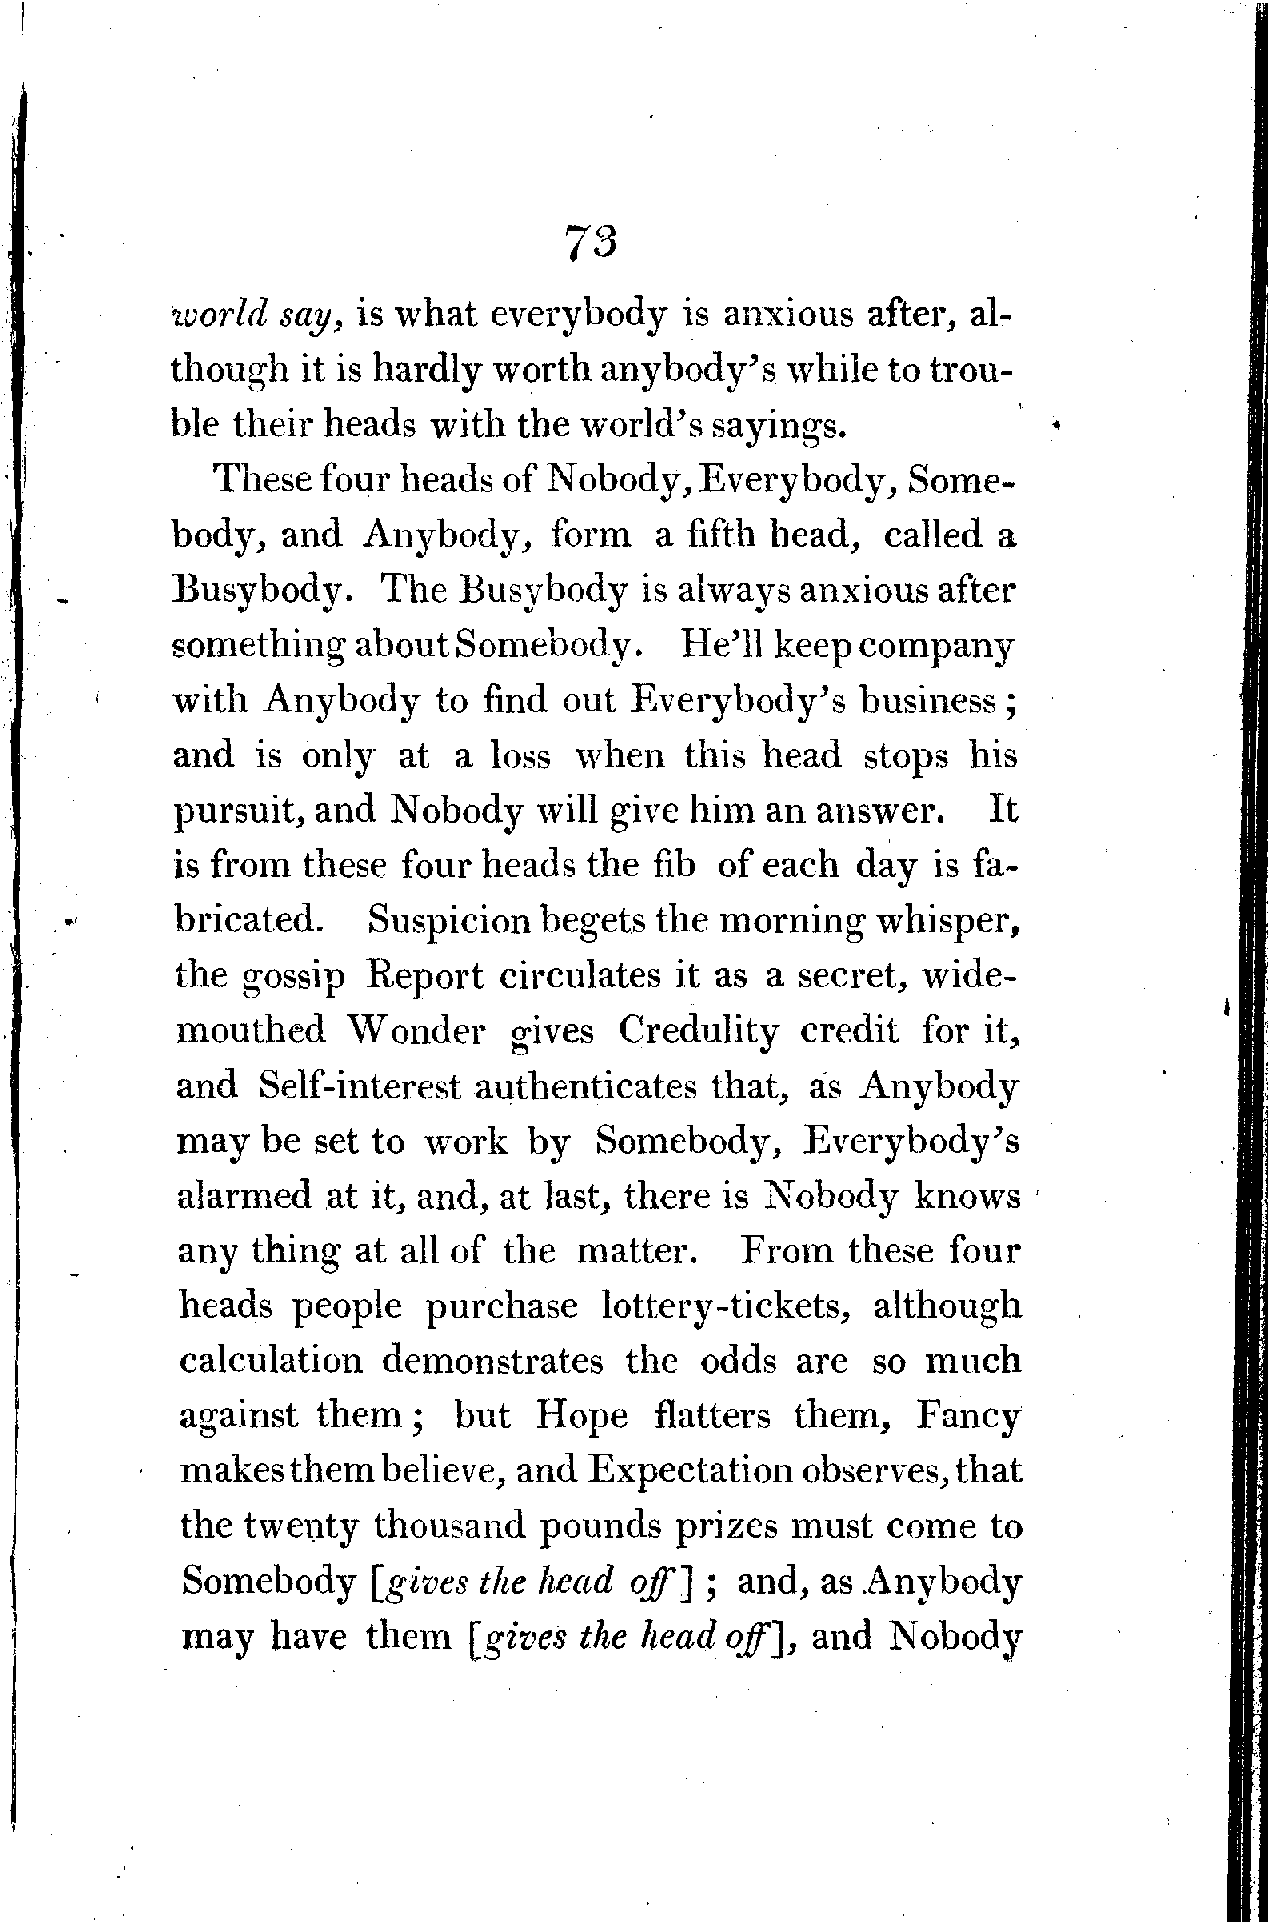 73
world say, is what everybody is anxious after, al-
though it is hardly worth anybody's while to trou-
ble their heads with the world's sayings.
These four heads of Nobody, Everybody, Some-
body, and Anybody, form a fifth head, called a
Busybody. The Busybody is always anxious after
something about Somebody. He'll keep company
with Anybody to find out Everybody's business;
and is only at a loss when this head stops his
pursuit, and Nobody will give him an answer. It
is from these four heads the fib of each day is fa-
bricated. Suspicion begets the morning whisper,
the gossip Report circulates it as a secret, wide-
mouthed Wonder gives Credulity credit for it,
and Self-interest authenticates that, as Anybody
may be set to work by Somebody, Everybody's
alarmed at it, and, at last, there is Nobody knows
any thing at all of the matter. From these four
heads people purchase lottery-tickets, although
calculation demonstrates the odds are so much
against them; but Hope flatters them, Fancy
makes them believe, and Expectation observes, that
the twenty thousand pounds prizes must come to
Somebody [gives the head off]; and, as Anybody
may have them [gives the head off], and Nobody